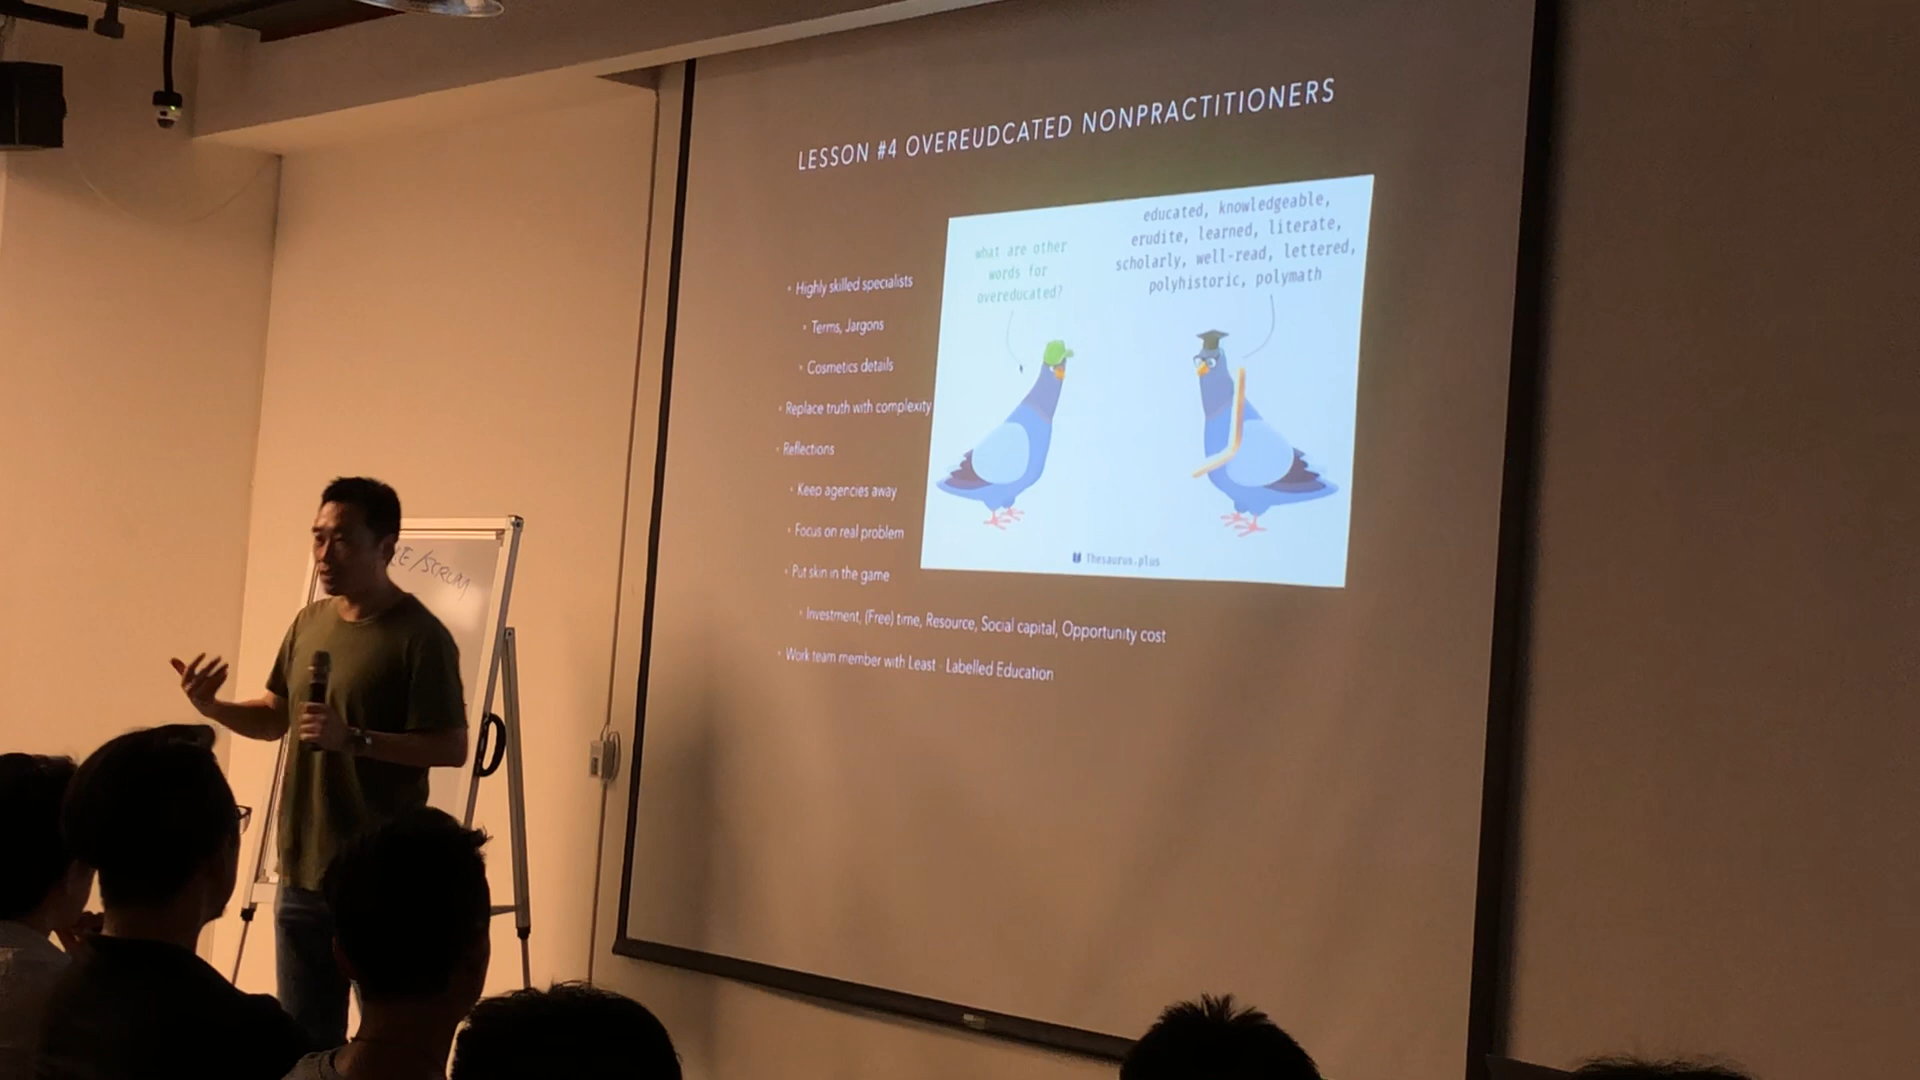 LESSON #4 OVEREUDCATED NONPRACTITIONERS
educated, knowledgeable,
erudite, learned, literate,
scholarly, well-read, lettered,
polyhistoric, polymath
what are other
words for
overeducated?
• Highly skilled specialists
• Terms, Jargons
• Cosmetics details
• Replace truth with complexity
• Reflections
• Keep agencies away
• Focus on real problem
• Put skin in the game
• Investment, (Free) time, Resource, Social capital, Opportunity cost
• Work team member with Least - Labelled Education
Thesaurus.plus
/SCRUM